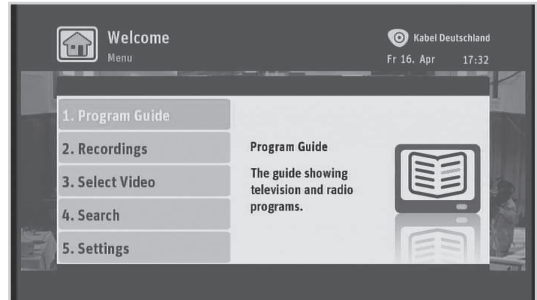 Welcome
Menu
Kabel Deutschland
Fr 16. Apr 17:32
1. Program Guide
2. Recordings
3. Select Video
4. Search
5. Settings
Program Guide
The guide showing
television and radio
programs.